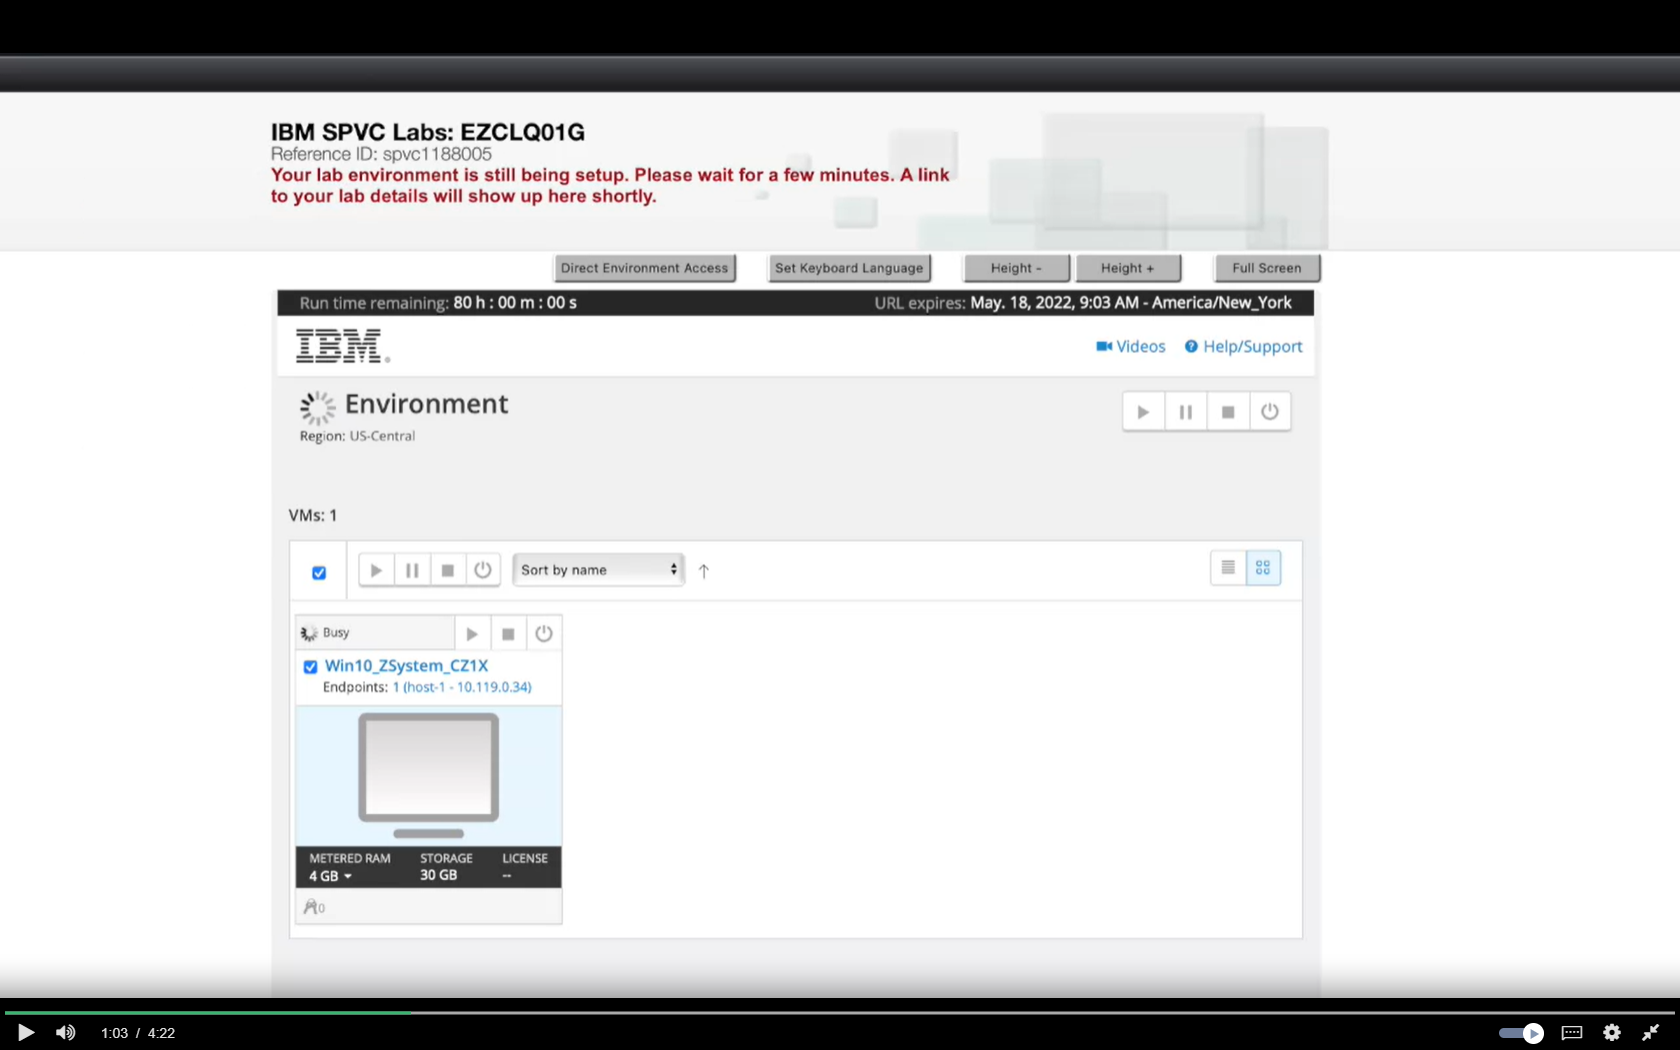 IBM SPVC Labs: EZCLQ01G
Reference ID: spvc1188005
Your lab environment is still being setup. Please wait for a few minutes. A link
to your lab details will show up here shortly.
Direct Environment Access
Set Keyboard Language
Height -
Height +
Full Screen
Run time remaining: 80 h : 00 m : 00 s
URL expires: May. 18, 2022, 9:03 AM - America/New_York
IBM
Videos
Help/Support
Environment
Region: US-Central
VMs: 1
Sort by name
Busy
Win10_ZSystem_CZ1X
Endpoints: 1 (host-1 - 10.119.0.34)
METERED RAM STORAGE LICENSE
4 GB 30 GB --
0
1:03 / 4:22